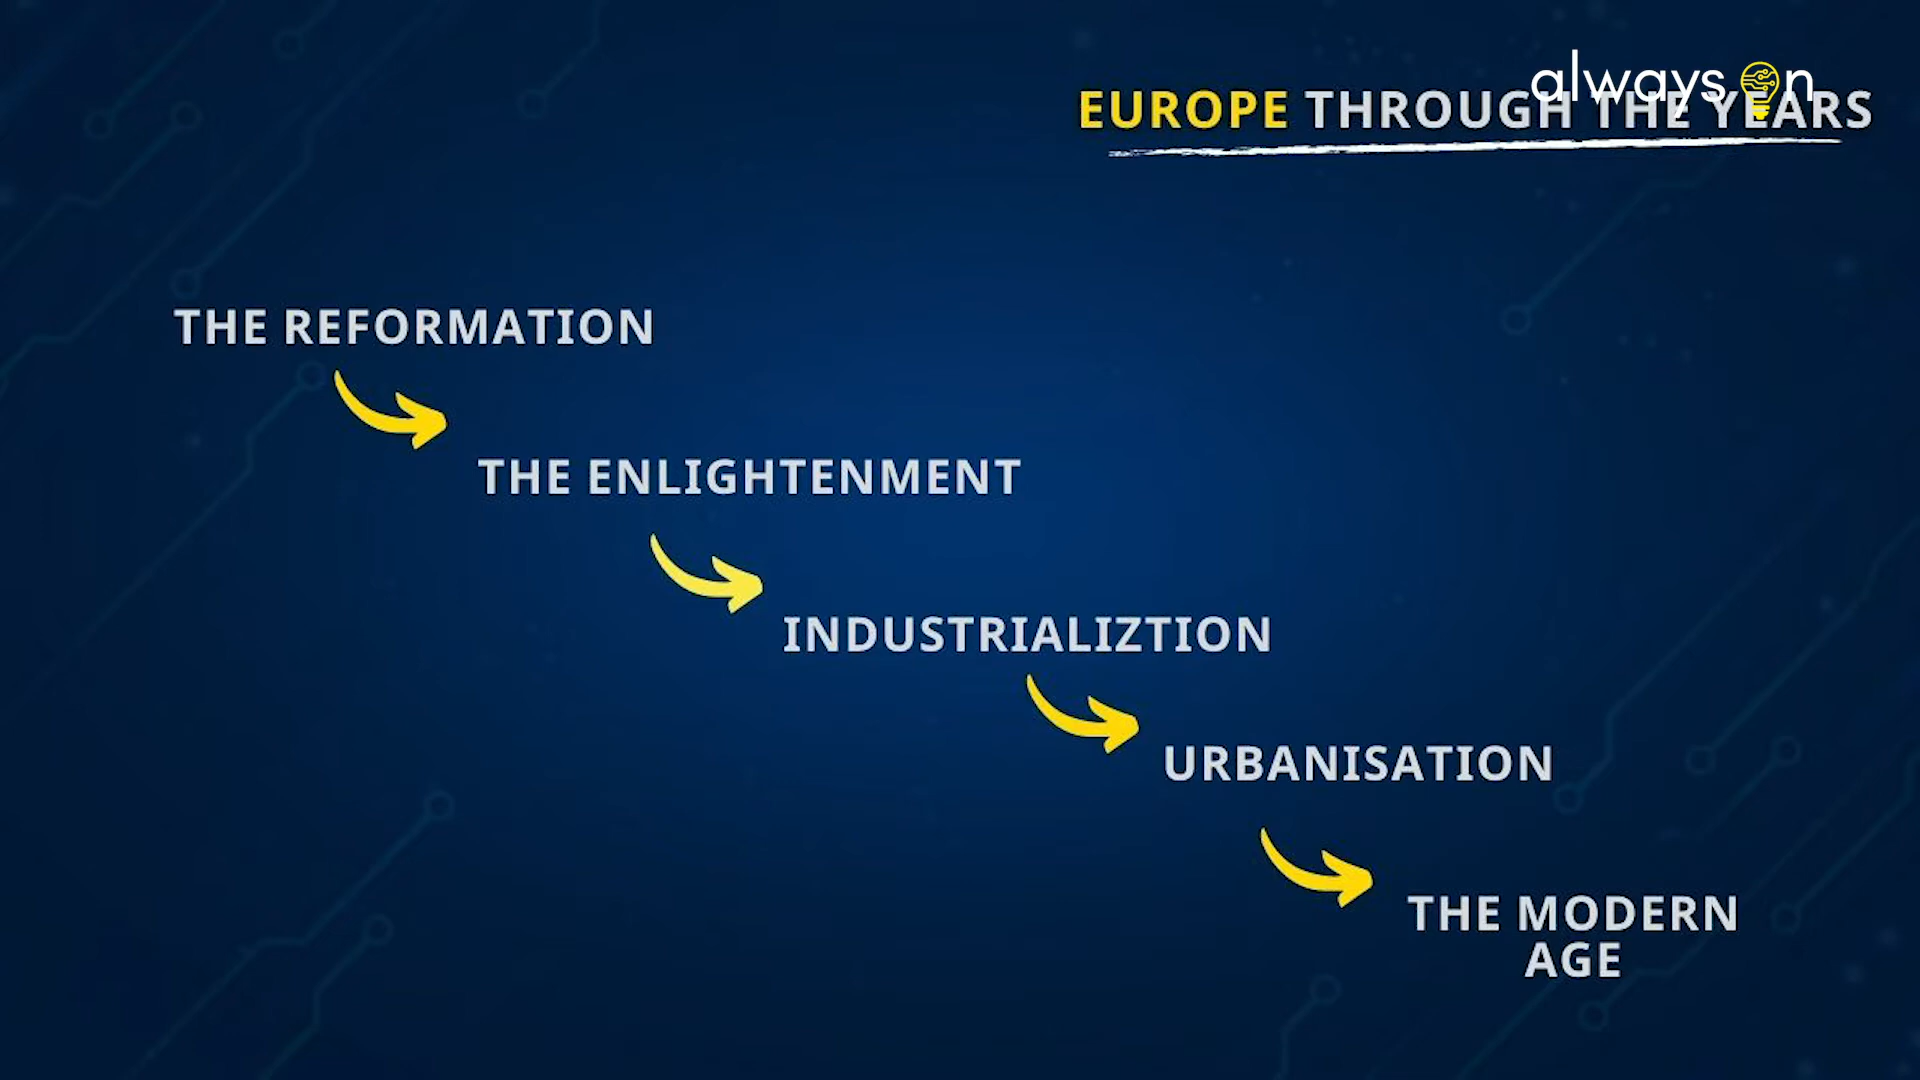 always on
EUROPE THROUGH THE YEARS
THE REFORMATION
THE ENLIGHTENMENT
INDUSTRIALIZTION
URBANISATION
THE MODERN
AGE